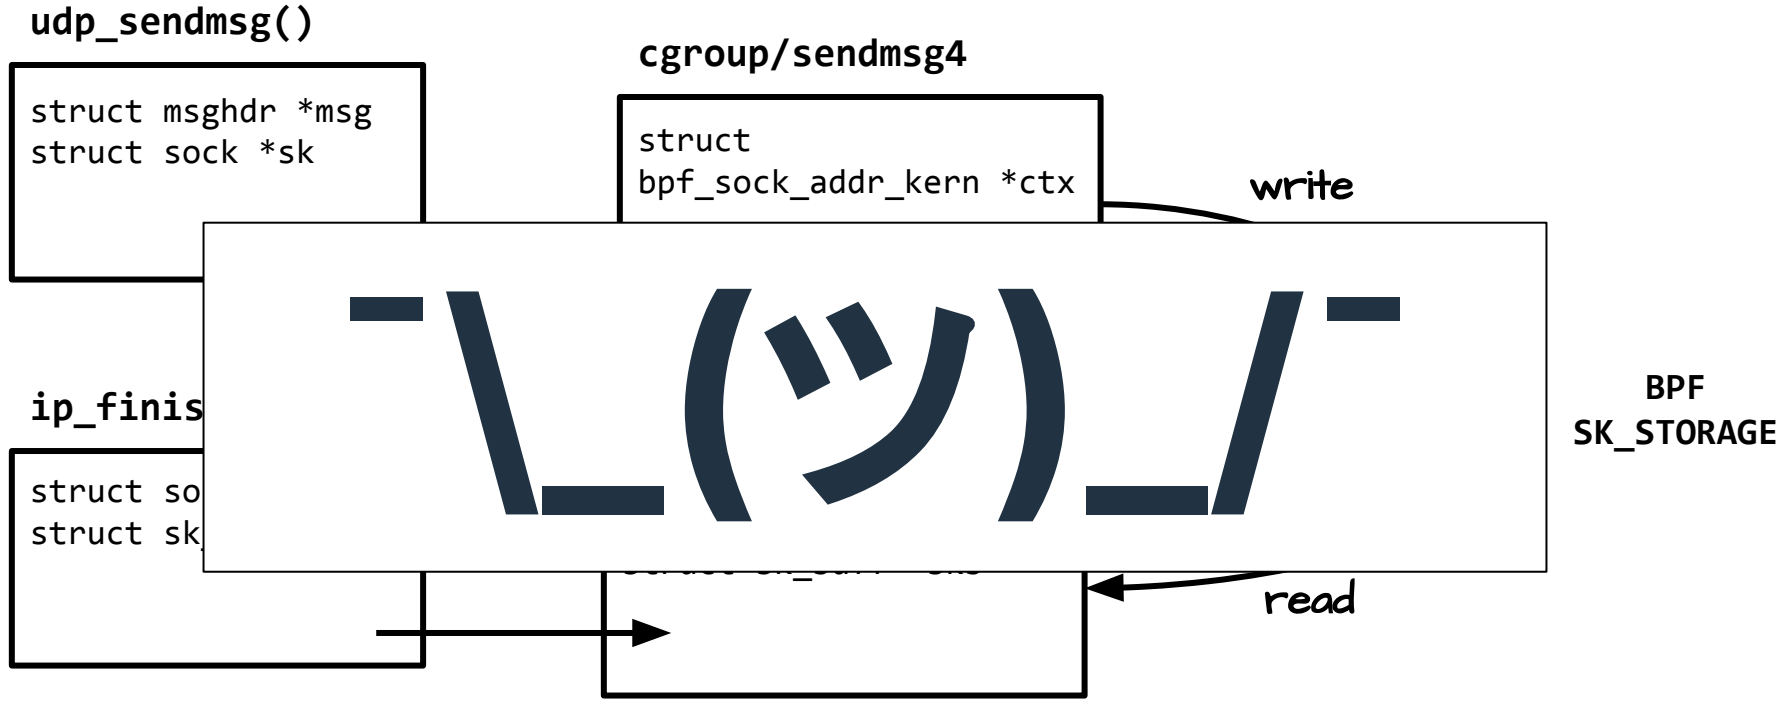 udp_sendmsg()
struct msghdr *msg
struct sock *sk
cgroup/sendmsg4
struct
bpf_sock_addr_kern *ctx
write
¯\_(ツ)_/¯
BPF
SK_STORAGE
ip_finis
struct so
struct sk_
read